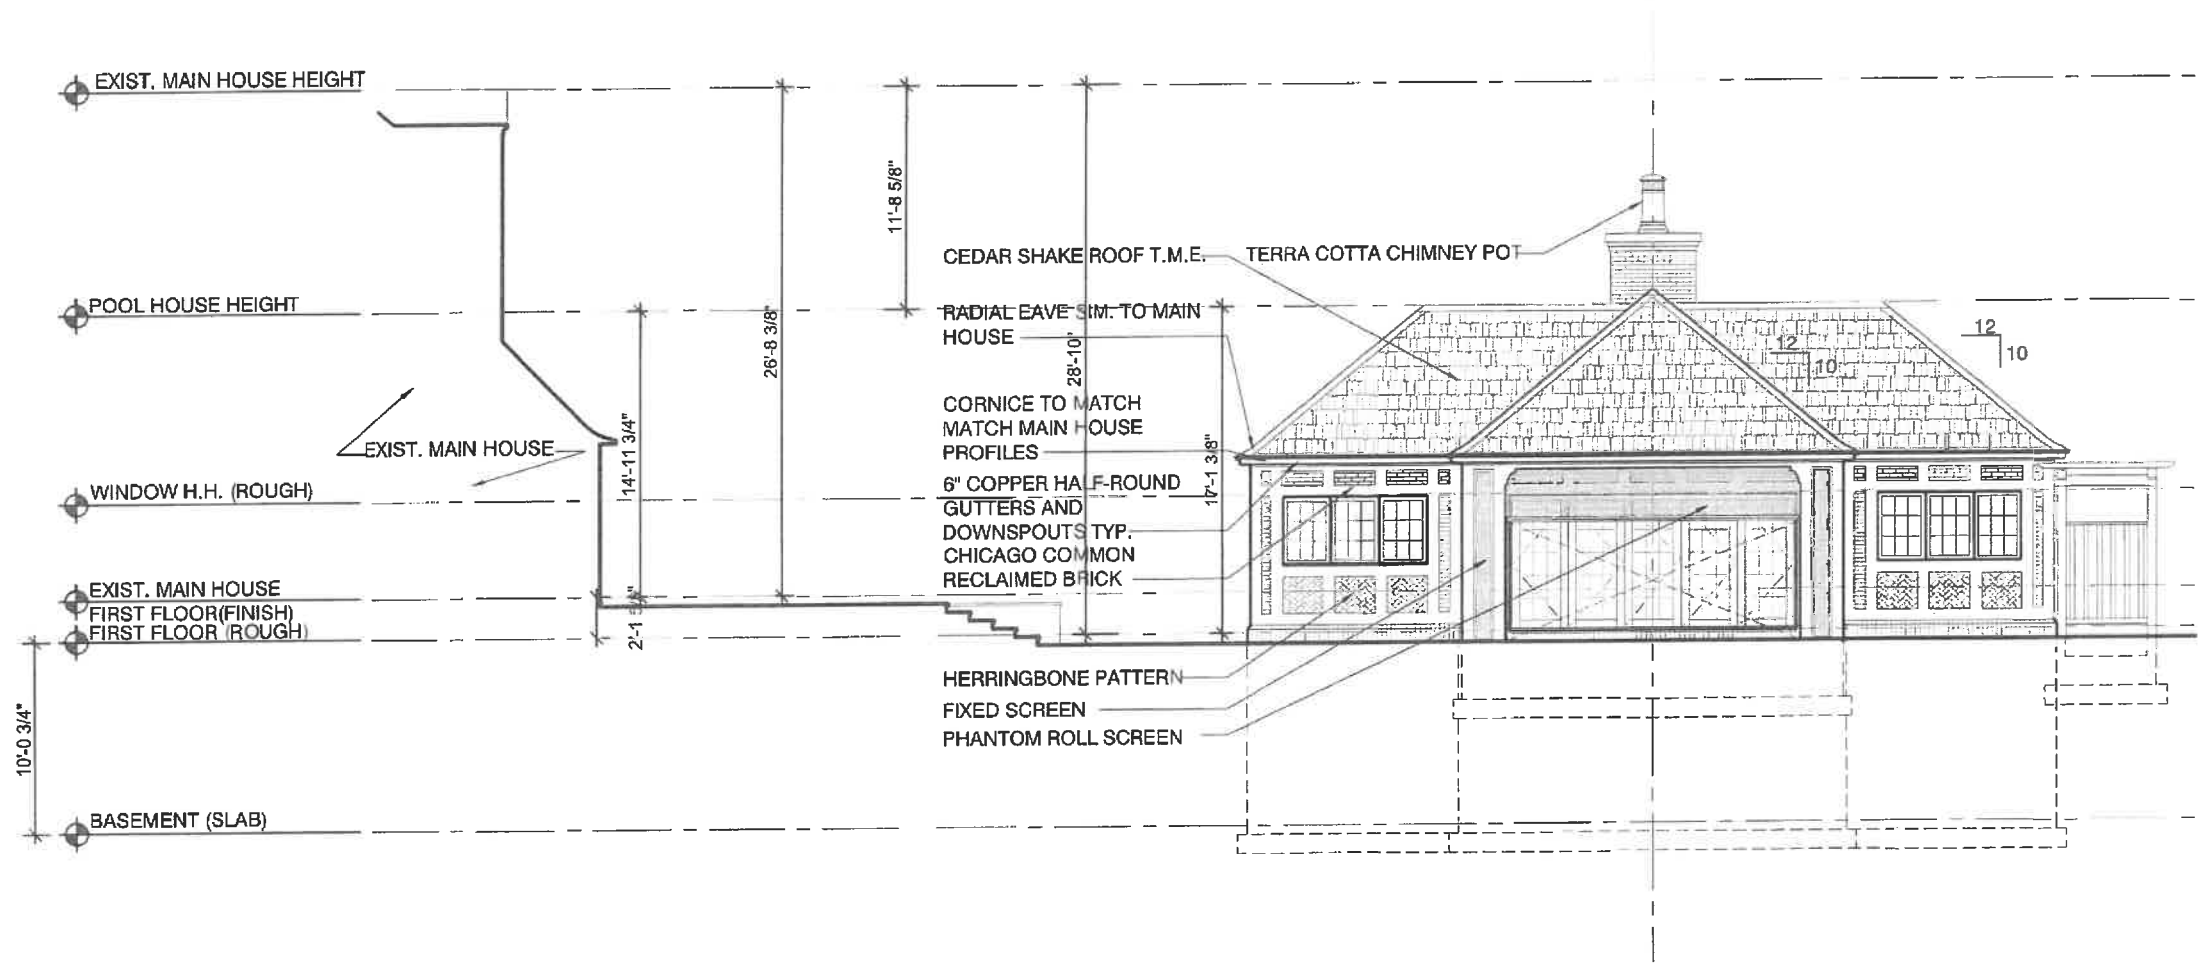 EXIST. MAIN HOUSE HEIGHT
11'-8 5/8"
CEDAR SHAKE ROOF T.M.E.
TERRA COTTA CHIMNEY POT
POOL HOUSE HEIGHT
RADIAL EAVE SIM. TO MAIN
HOUSE
26'-8 3/8"
28'-10"
12
10
12
10
CORNICE TO MATCH
MATCH MAIN HOUSE
PROFILES
EXIST. MAIN HOUSE
14'-11 3/4"
17'-1 3/8"
WINDOW H.H. (ROUGH)
6" COPPER HALF-ROUND
GUTTERS AND
DOWNSPOUTS TYP.
CHICAGO COMMON
RECLAIMED BRICK
EXIST. MAIN HOUSE
FIRST FLOOR(FINISH)
FIRST FLOOR (ROUGH)
HERRINGBONE PATTERN
FIXED SCREEN
PHANTOM ROLL SCREEN
10'-0 3/4"
BASEMENT (SLAB)